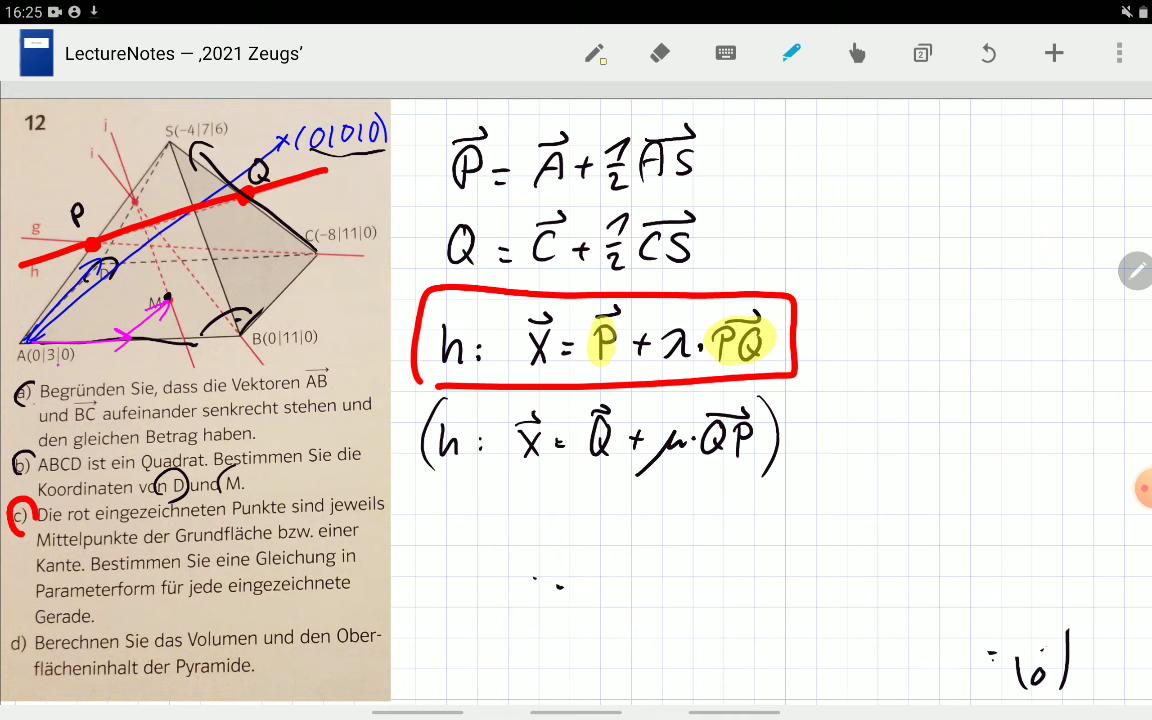 16:25
LectureNotes — ‚2021 Zeugs’
2
12
j
i
S(-4|7|6)
x(0|0|0)
Q
P
g
h
C(-8|11|0)
D
M
B(0|11|0)
A(0|3|0)
a) Begründen Sie, dass die Vektoren AB
und BC aufeinander senkrecht stehen und
den gleichen Betrag haben.
b) ABCD ist ein Quadrat. Bestimmen Sie die
Koordinaten von D und M.
c) Die rot eingezeichneten Punkte sind jeweils
Mittelpunkte der Grundfläche bzw. einer
Kante. Bestimmen Sie eine Gleichung in
Parameterform für jede eingezeichnete
Gerade.
d) Berechnen Sie das Volumen und den Ober-
flächeninhalt der Pyramide.
P = A + 1/2 AS
Q = C + 1/2 CS
h: X = P + λ · PQ
(h: X = Q + μ · QP)